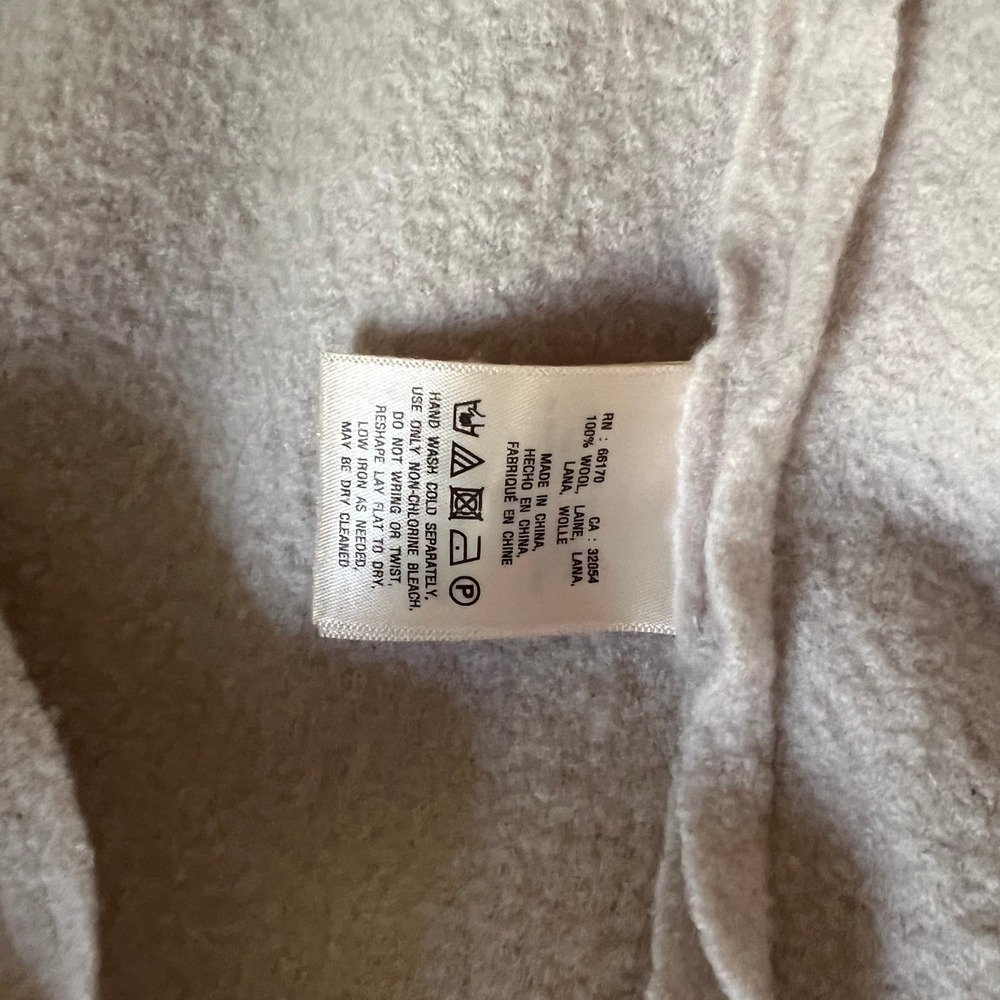 RN : 66170 CA : 32054
100% WOOL, LAINE, LANA,
LANA, WOLLE
MADE IN CHINA,
HECHO EN CHINA,
FABRIQUÉ EN CHINE
P
HAND WASH COLD SEPARATELY,
USE ONLY NON-CHLORINE BLEACH,
DO NOT WRING OR TWIST,
RESHAPE LAY FLAT TO DRY,
LOW IRON AS NEEDED,
MAY BE DRY CLEANED